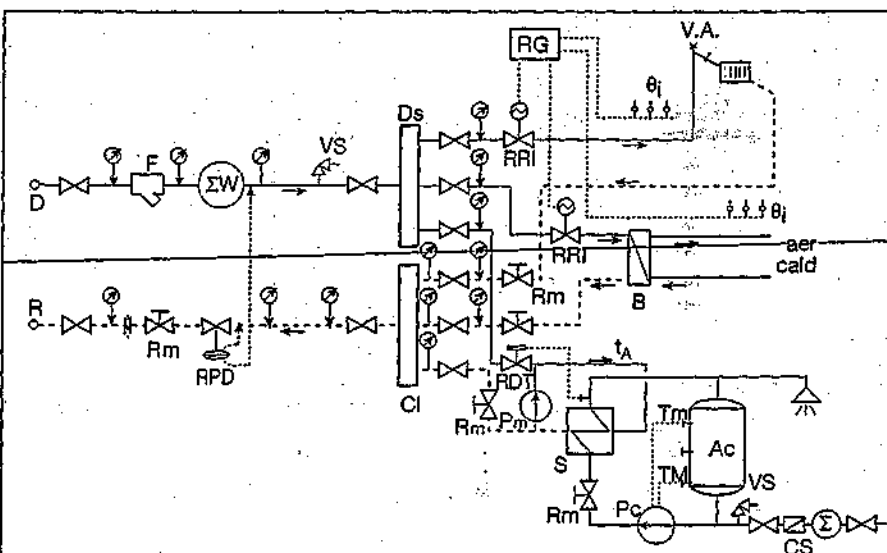 V.A.
RG
θi
Ds
VS
RRI
F
ΣW
D
θi
RRI
aer
cald
B
R
Rm
Rm
RPD
RDT
tA
Cl
Rm
Pm
S
Tm
Ac
TM
VS
Rm
Pc
Σ
CS